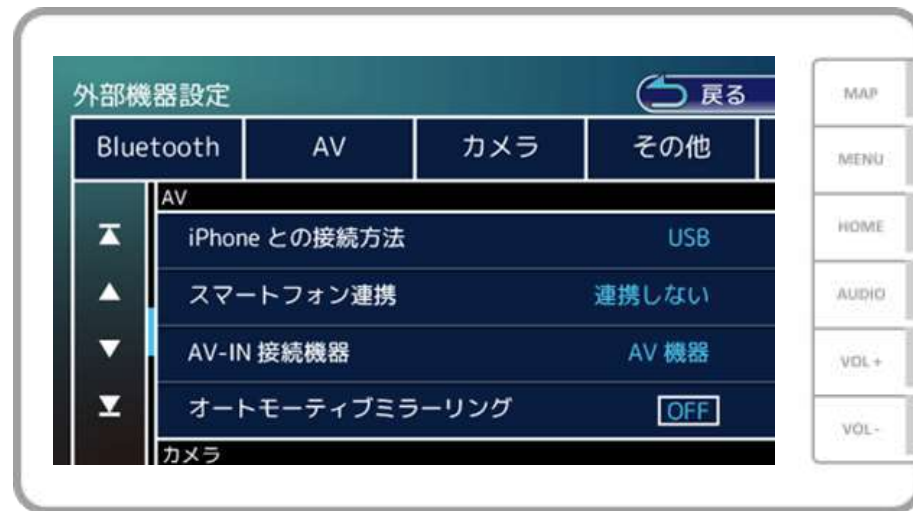 外部機器設定
戻る
Bluetooth AV カメラ その他
AV
iPhone との接続方法 USB
スマートフォン連携 連携しない
AV-IN 接続機器 AV 機器
オートモーティブミラーリング OFF
カメラ
MAP
MENU
HOME
AUDIO
VOL +
VOL -